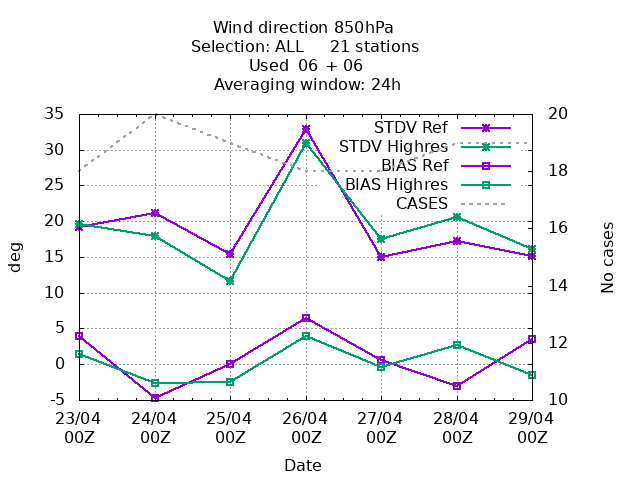 Wind direction 850hPa
Selection: ALL     21 stations
Used  06 + 06
Averaging window: 24h
35
30
25
20
15
10
5
0
-5
deg
20
18
16
14
12
10
No cases
STDV Ref
STDV Highres
BIAS Ref
BIAS Highres
CASES
23/04 24/04 25/04 26/04 27/04 28/04 29/04
00Z 00Z 00Z 00Z 00Z 00Z 00Z
Date